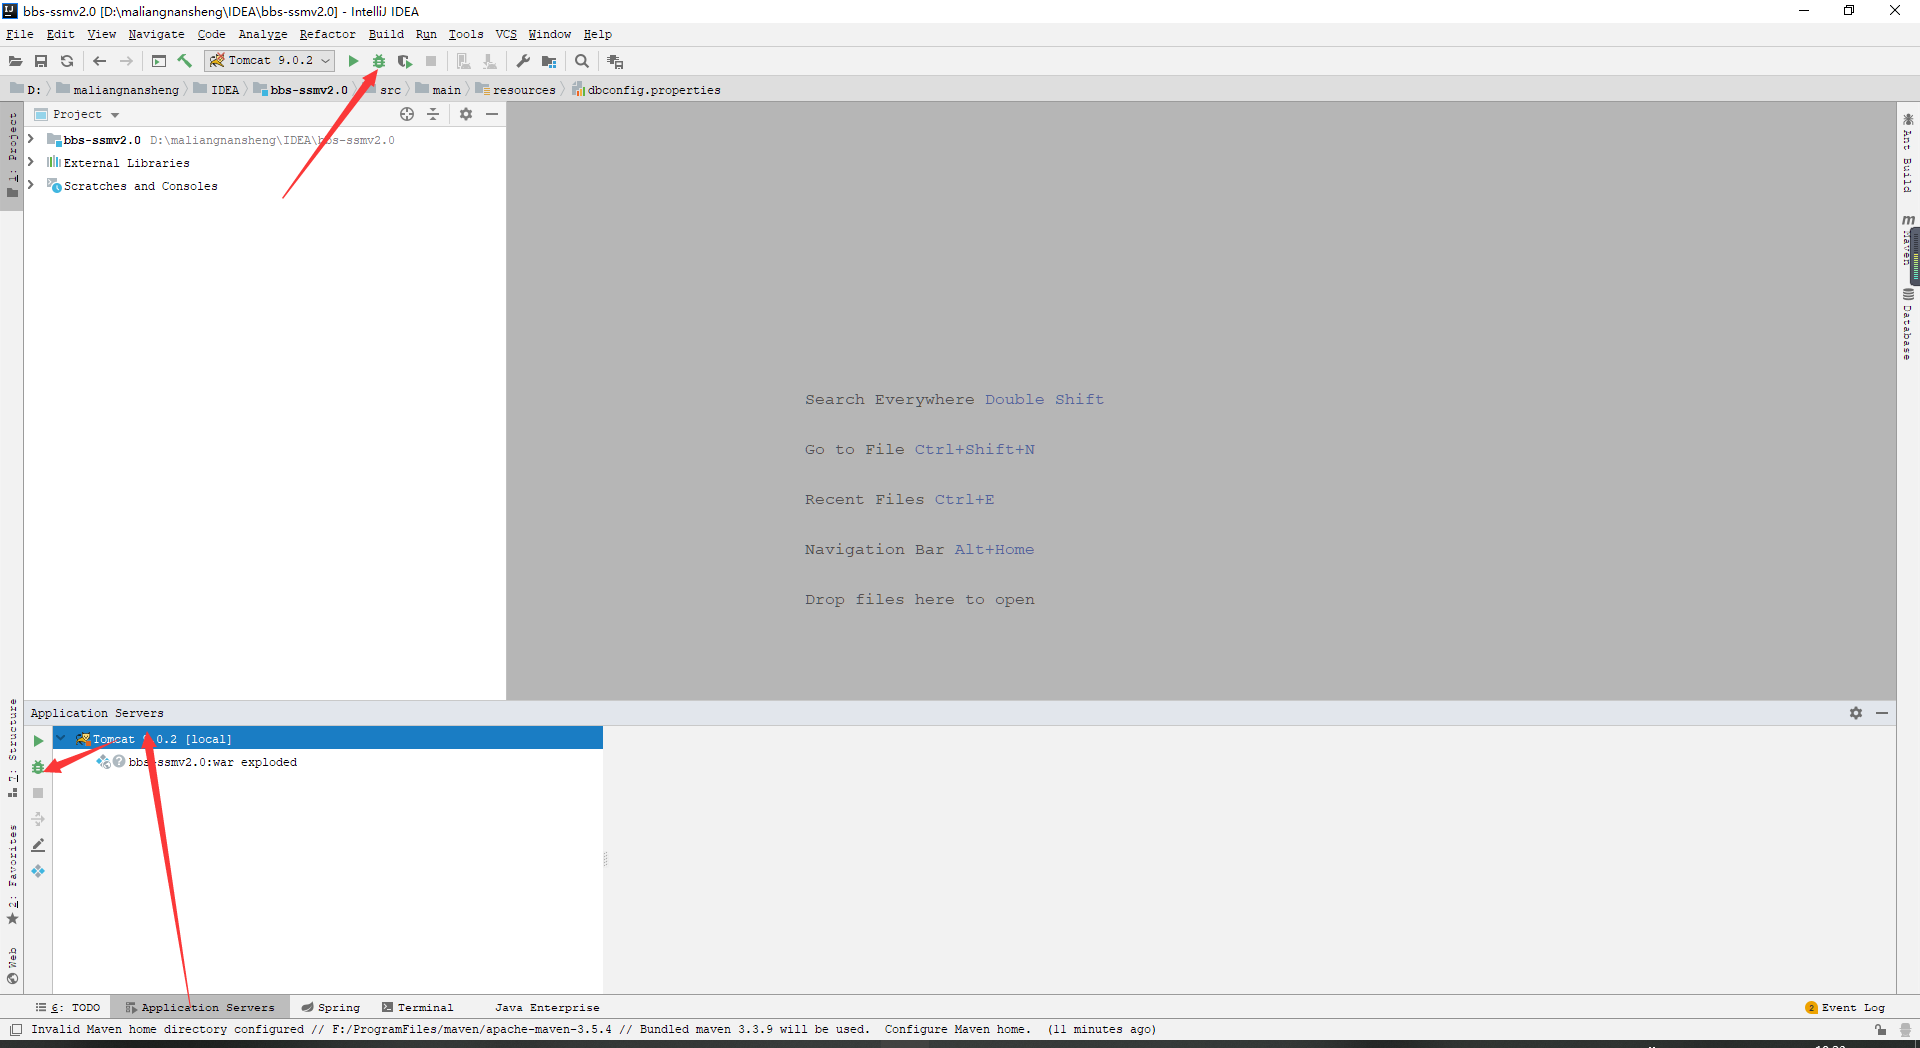 bbs-ssmv2.0 [D:\maliangnansheng\IDEA\bbs-ssmv2.0] - IntelliJ IDEA
File Edit View Navigate Code Analyze Refactor Build Run Tools VCS Window Help
Tomcat 9.0.2
D: maliangnansheng IDEA bbs-ssmv2.0 src main resources dbconfig.properties
Project
bbs-ssmv2.0 D:\maliangnansheng\IDEA\bbs-ssmv2.0
External Libraries
Scratches and Consoles
1: Project
Ant Build
Maven
Database
Search Everywhere Double Shift
Go to File Ctrl+Shift+N
Recent Files Ctrl+E
Navigation Bar Alt+Home
Drop files here to open
7: Structure
2: Favorites
Web
Application Servers
Tomcat 9.0.2 [local]
bbs-ssmv2.0:war exploded
6: TODO Application Servers Spring Terminal Java Enterprise 2 Event Log
Invalid Maven home directory configured // F:/ProgramFiles/maven/apache-maven-3.5.4 // Bundled maven 3.3.9 will be used. Configure Maven home. (11 minutes ago)